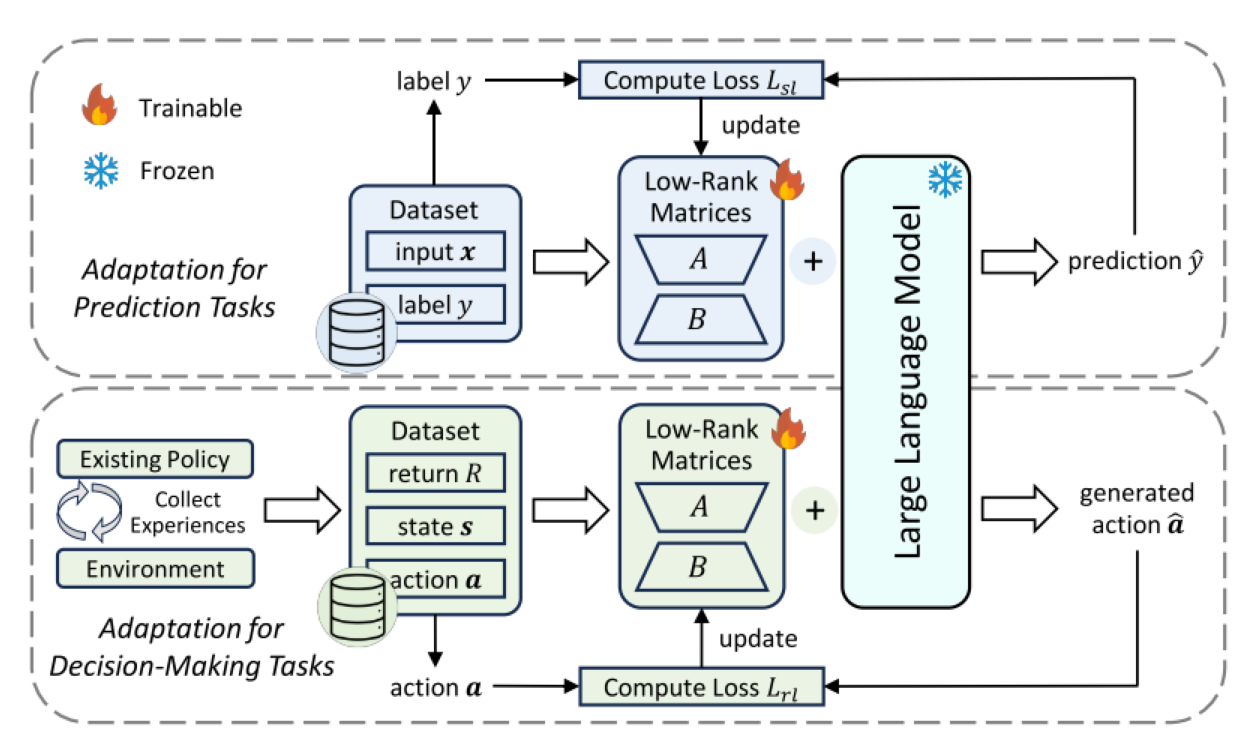 Trainable
Frozen
Adaptation for
Prediction Tasks
label y
Compute Loss L_sl
update
Dataset
input x
label y
Low-Rank
Matrices
A
B
+
Large Language Model
prediction ŷ
Existing Policy
Collect
Experiences
Environment
Adaptation for
Decision-Making Tasks
Dataset
return R
state s
action a
action a
Low-Rank
Matrices
A
B
+
update
Compute Loss L_rl
generated
action â